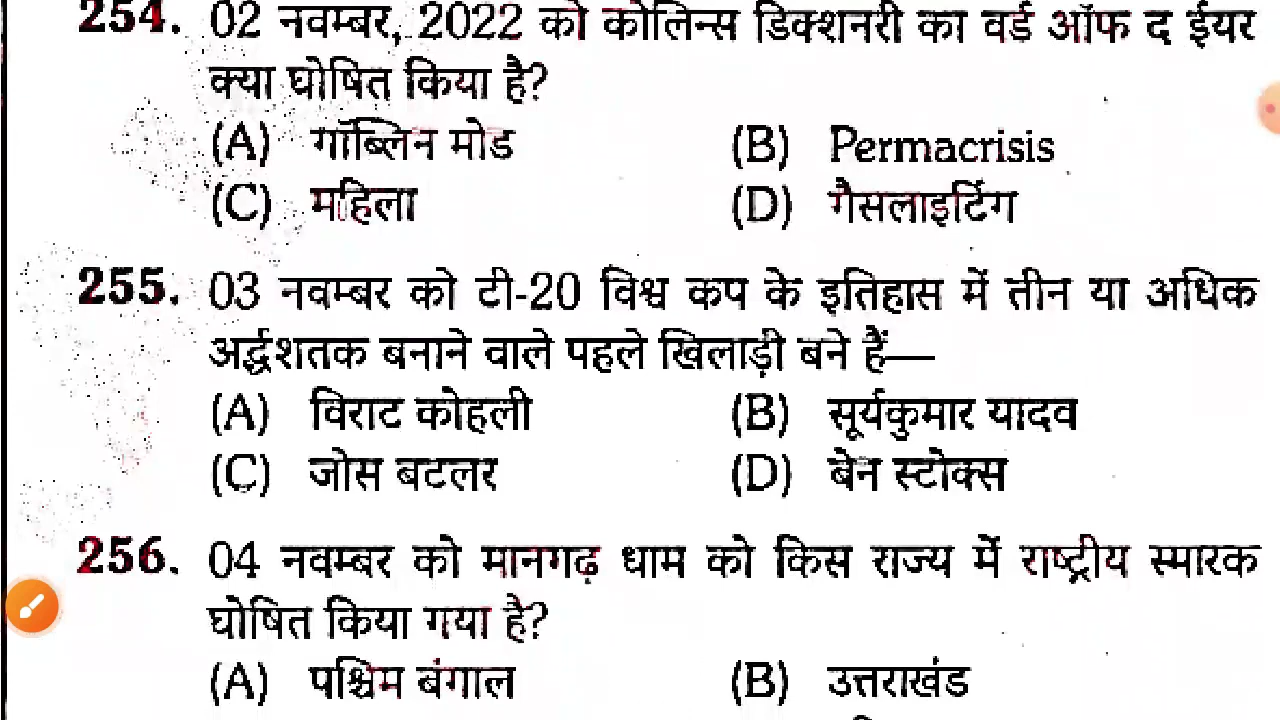 254. 02 नवम्बर, 2022 को कोलिन्स डिक्शनरी का वर्ड ऑफ द ईयर
क्या घोषित किया है?
(A) गॉब्लिन मोड (B) Permacrisis
(C) महिला (D) गैसलाइटिंग
255. 03 नवम्बर को टी-20 विश्व कप के इतिहास में तीन या अधिक
अर्द्धशतक बनाने वाले पहले खिलाड़ी बने हैं—
(A) विराट कोहली (B) सूर्यकुमार यादव
(C) जोस बटलर (D) बेन स्टोक्स
256. 04 नवम्बर को मानगढ़ धाम को किस राज्य में राष्ट्रीय स्मारक
घोषित किया गया है?
(A) पश्चिम बंगाल (B) उत्तराखंड